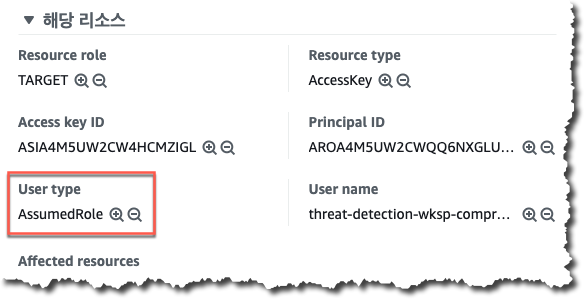 ▼ 해당 리소스
Resource role
TARGET
Resource type
AccessKey
Access key ID
ASIA4M5UW2CW4HCMZIGL
Principal ID
AROA4M5UW2CWQQ6NXGLU...
User type
AssumedRole
User name
threat-detection-wksp-compr...
Affected resources